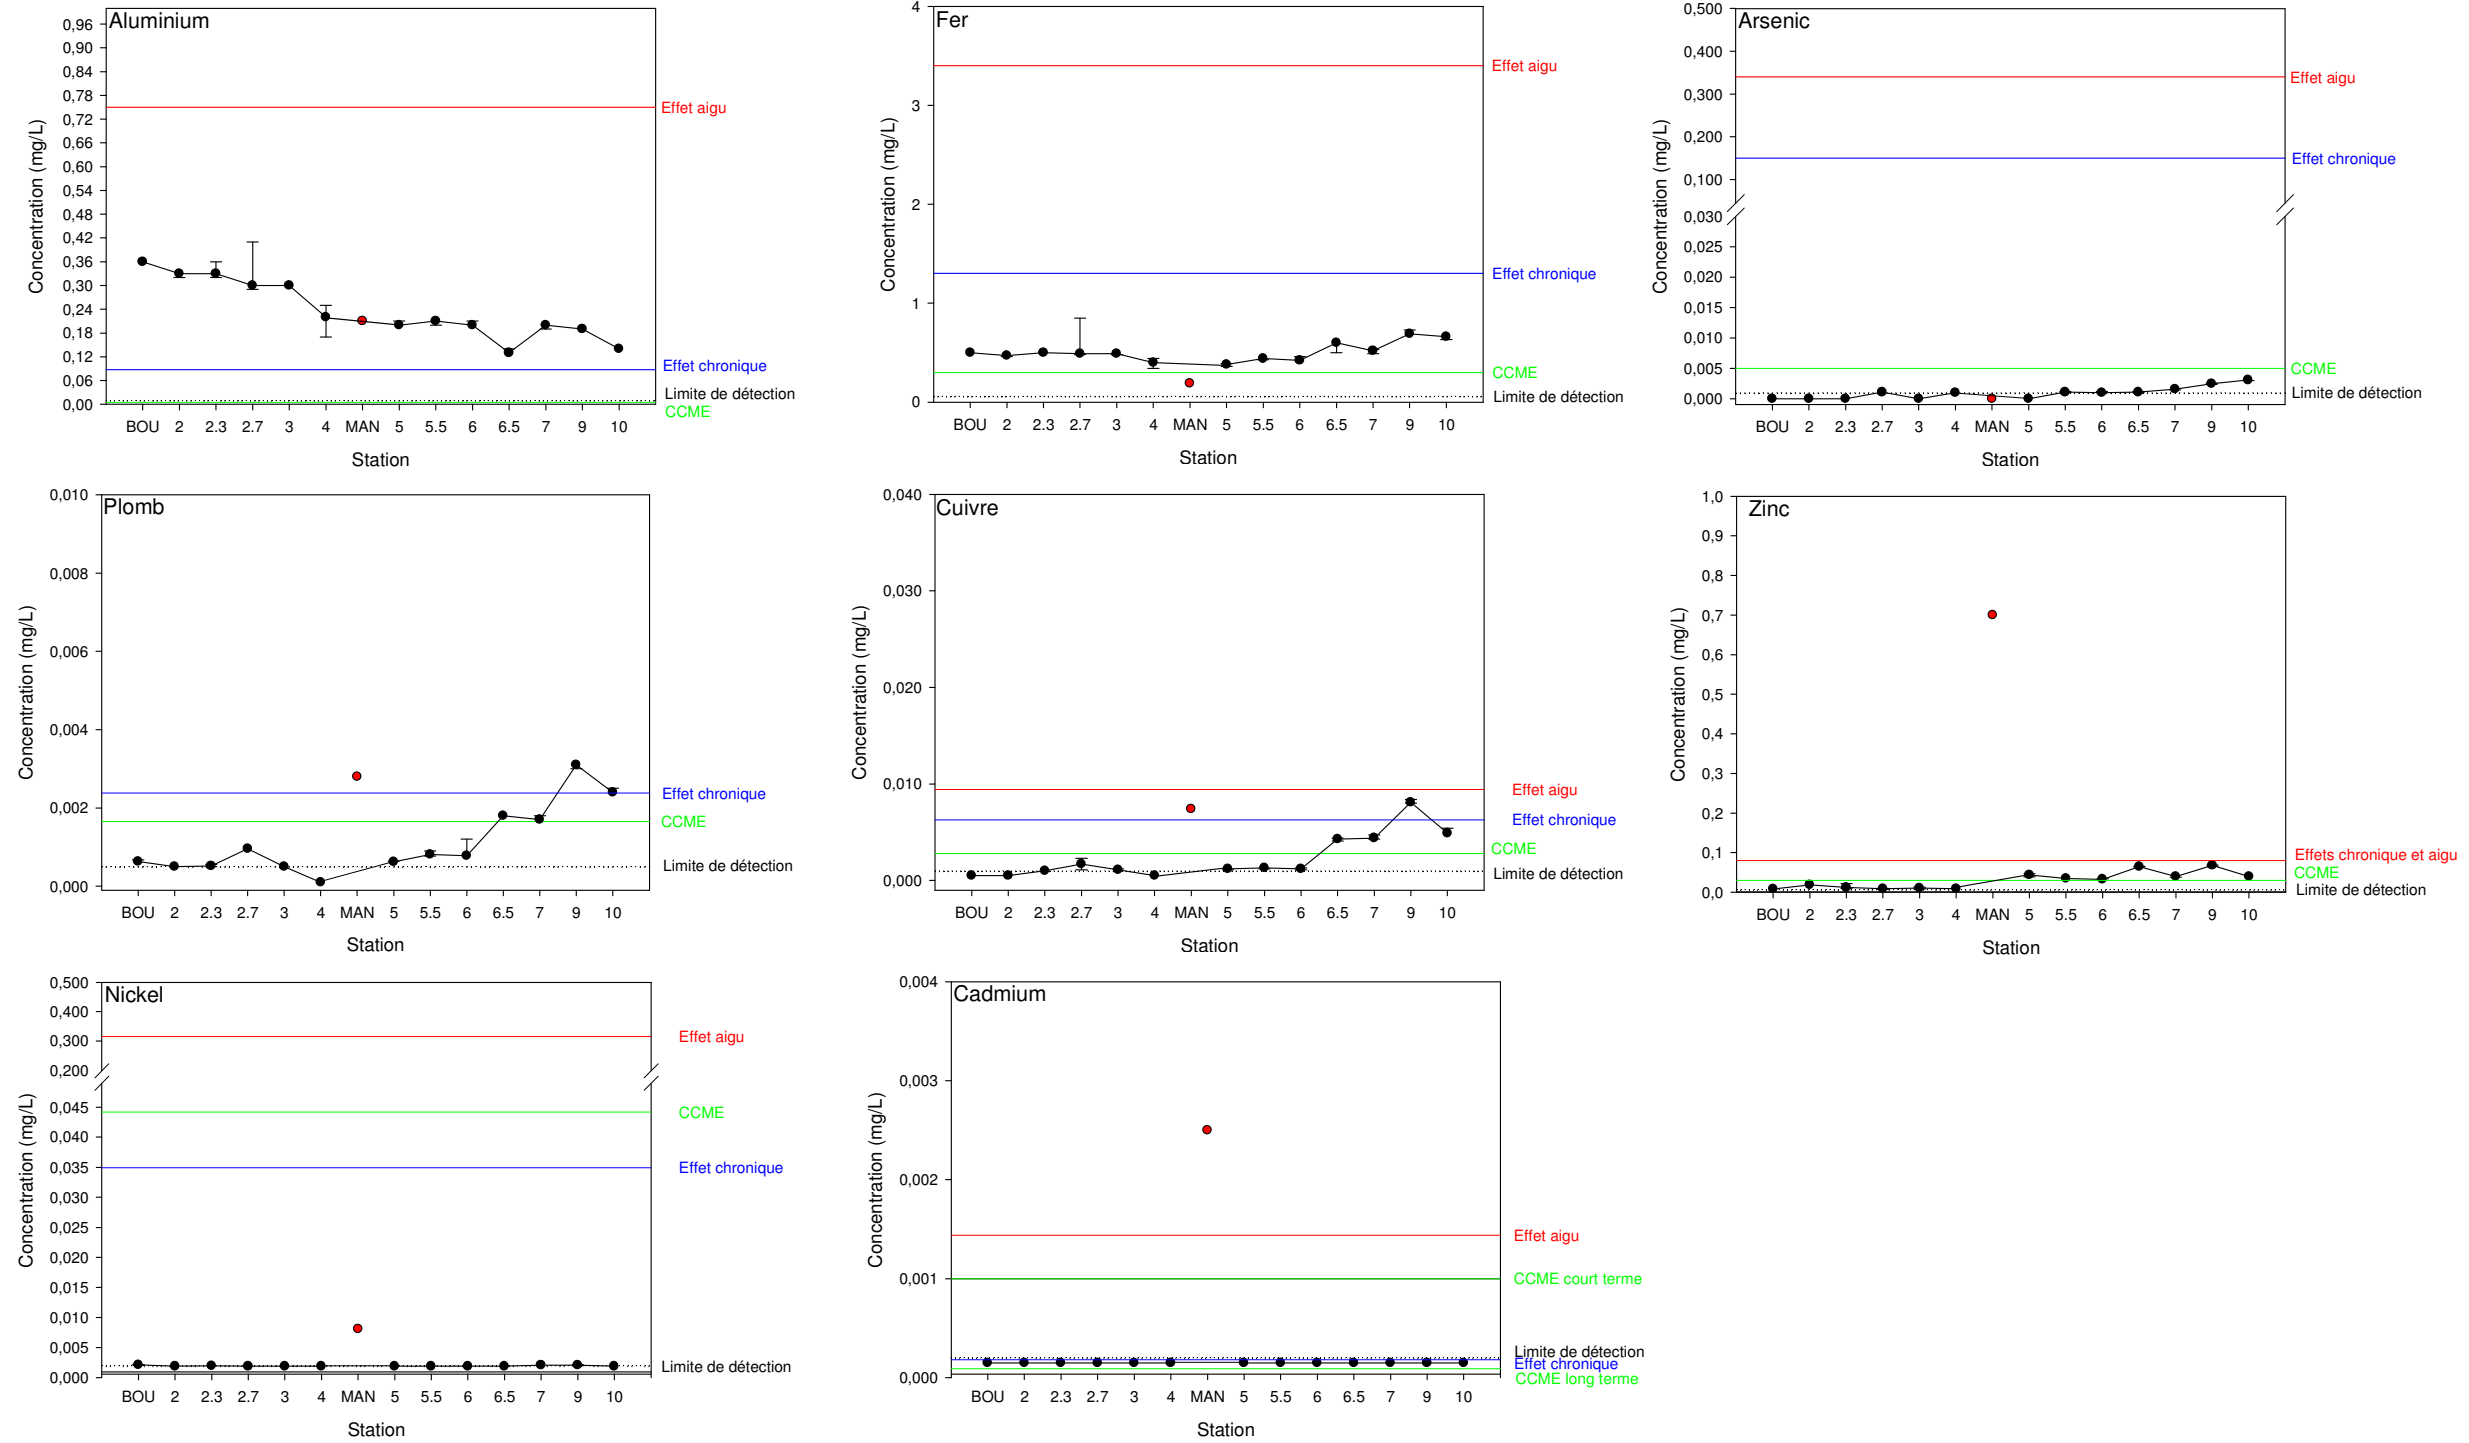 Aluminium
Concentration (mg/L)
0,96
0,90
0,84
0,78
0,72
0,66
0,60
0,54
0,48
0,42
0,36
0,30
0,24
0,18
0,12
0,06
0,00
Effet aigu
Effet chronique
Limite de détection
CCME
BOU 2 2.3 2.7 3 4 MAN 5 5.5 6 6.5 7 9 10
Station
Fer
Concentration (mg/L)
4
3
2
1
0
Effet aigu
Effet chronique
CCME
Limite de détection
BOU 2 2.3 2.7 3 4 MAN 5 5.5 6 6.5 7 9 10
Station
Arsenic
Concentration (mg/L)
0,500
0,400
0,300
0,200
0,100
0,030
0,025
0,020
0,015
0,010
0,005
0,000
Effet aigu
Effet chronique
CCME
Limite de détection
BOU 2 2.3 2.7 3 4 MAN 5 5.5 6 6.5 7 9 10
Station
Plomb
Concentration (mg/L)
0,010
0,008
0,006
0,004
0,002
0,000
Effet chronique
CCME
Limite de détection
BOU 2 2.3 2.7 3 4 MAN 5 5.5 6 6.5 7 9 10
Station
Cuivre
Concentration (mg/L)
0,040
0,030
0,020
0,010
0,000
Effet aigu
Effet chronique
CCME
Limite de détection
BOU 2 2.3 2.7 3 4 MAN 5 5.5 6 6.5 7 9 10
Station
Zinc
Concentration (mg/L)
1,0
0,9
0,8
0,7
0,6
0,5
0,4
0,3
0,2
0,1
0,0
Effets chronique et aigu
CCME
Limite de détection
BOU 2 2.3 2.7 3 4 MAN 5 5.5 6 6.5 7 9 10
Station
Nickel
Concentration (mg/L)
0,500
0,400
0,300
0,200
0,045
0,040
0,035
0,030
0,025
0,020
0,015
0,010
0,005
0,000
Effet aigu
CCME
Effet chronique
Limite de détection
BOU 2 2.3 2.7 3 4 MAN 5 5.5 6 6.5 7 9 10
Station
Cadmium
Concentration (mg/L)
0,004
0,003
0,002
0,001
0,000
Effet aigu
CCME court terme
Limite de détection
Effet chronique
CCME long terme
BOU 2 2.3 2.7 3 4 MAN 5 5.5 6 6.5 7 9 10
Station